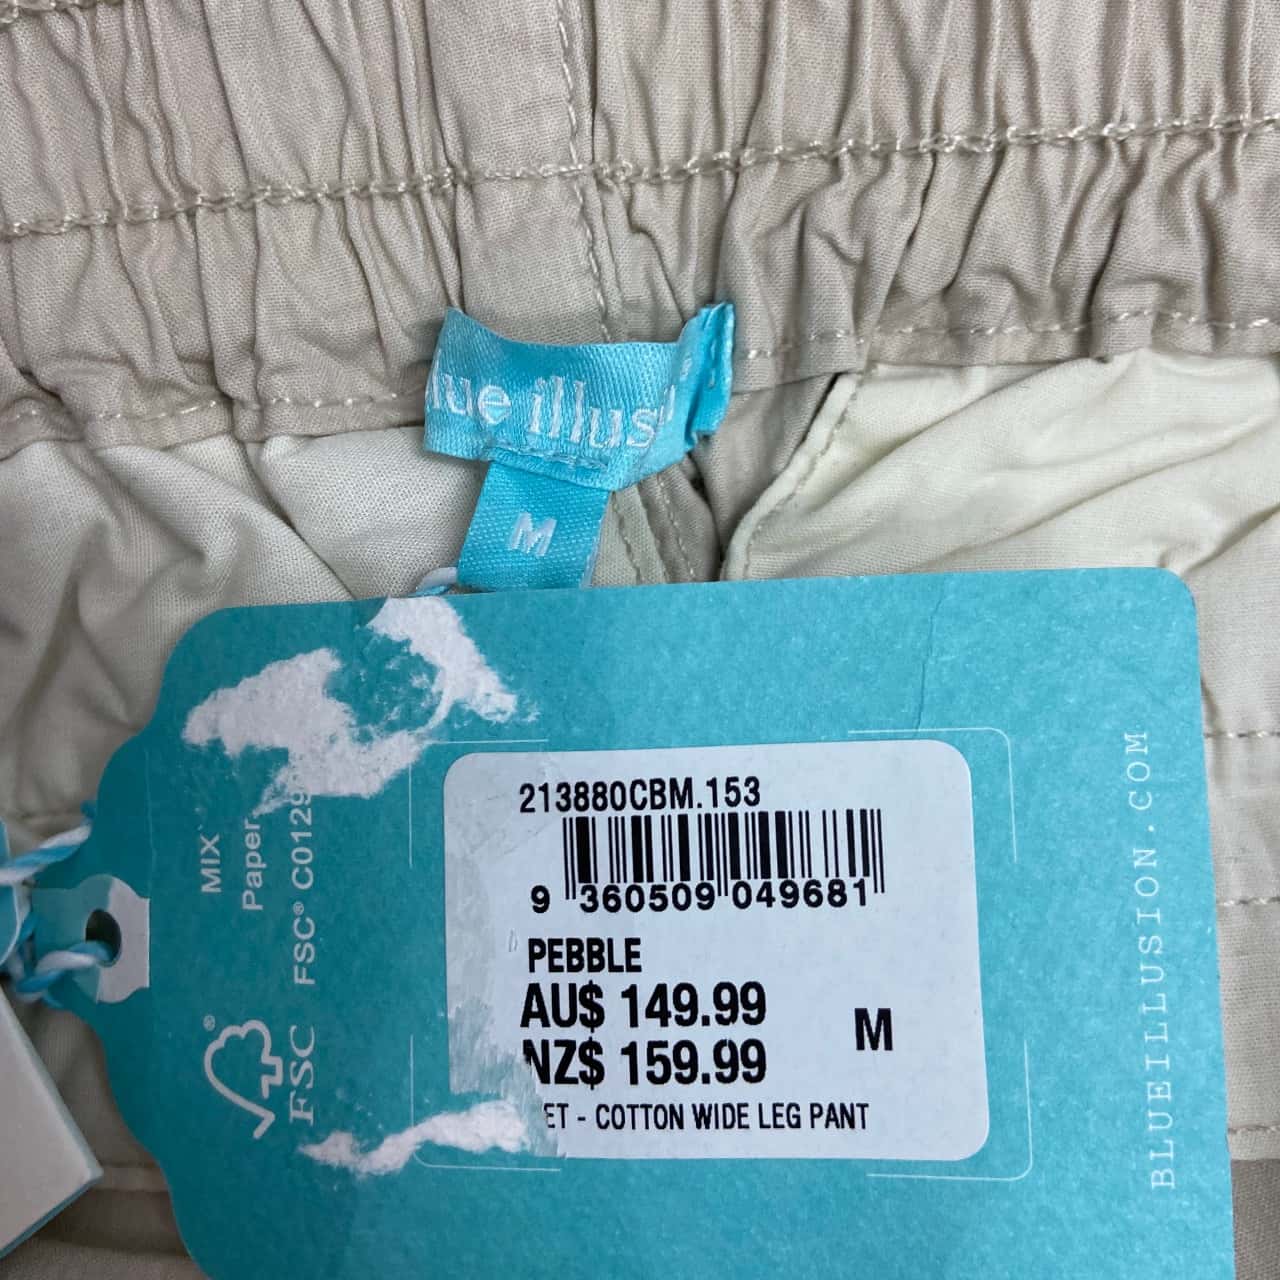 lue illus
M
213880CBM.153
9 360509 049681
PEBBLE
AU$ 149.99
NZ$ 159.99
M
ET - COTTON WIDE LEG PANT
MIX
Paper
FSC® C0129
FSC
®
BLUEILLUSION.COM